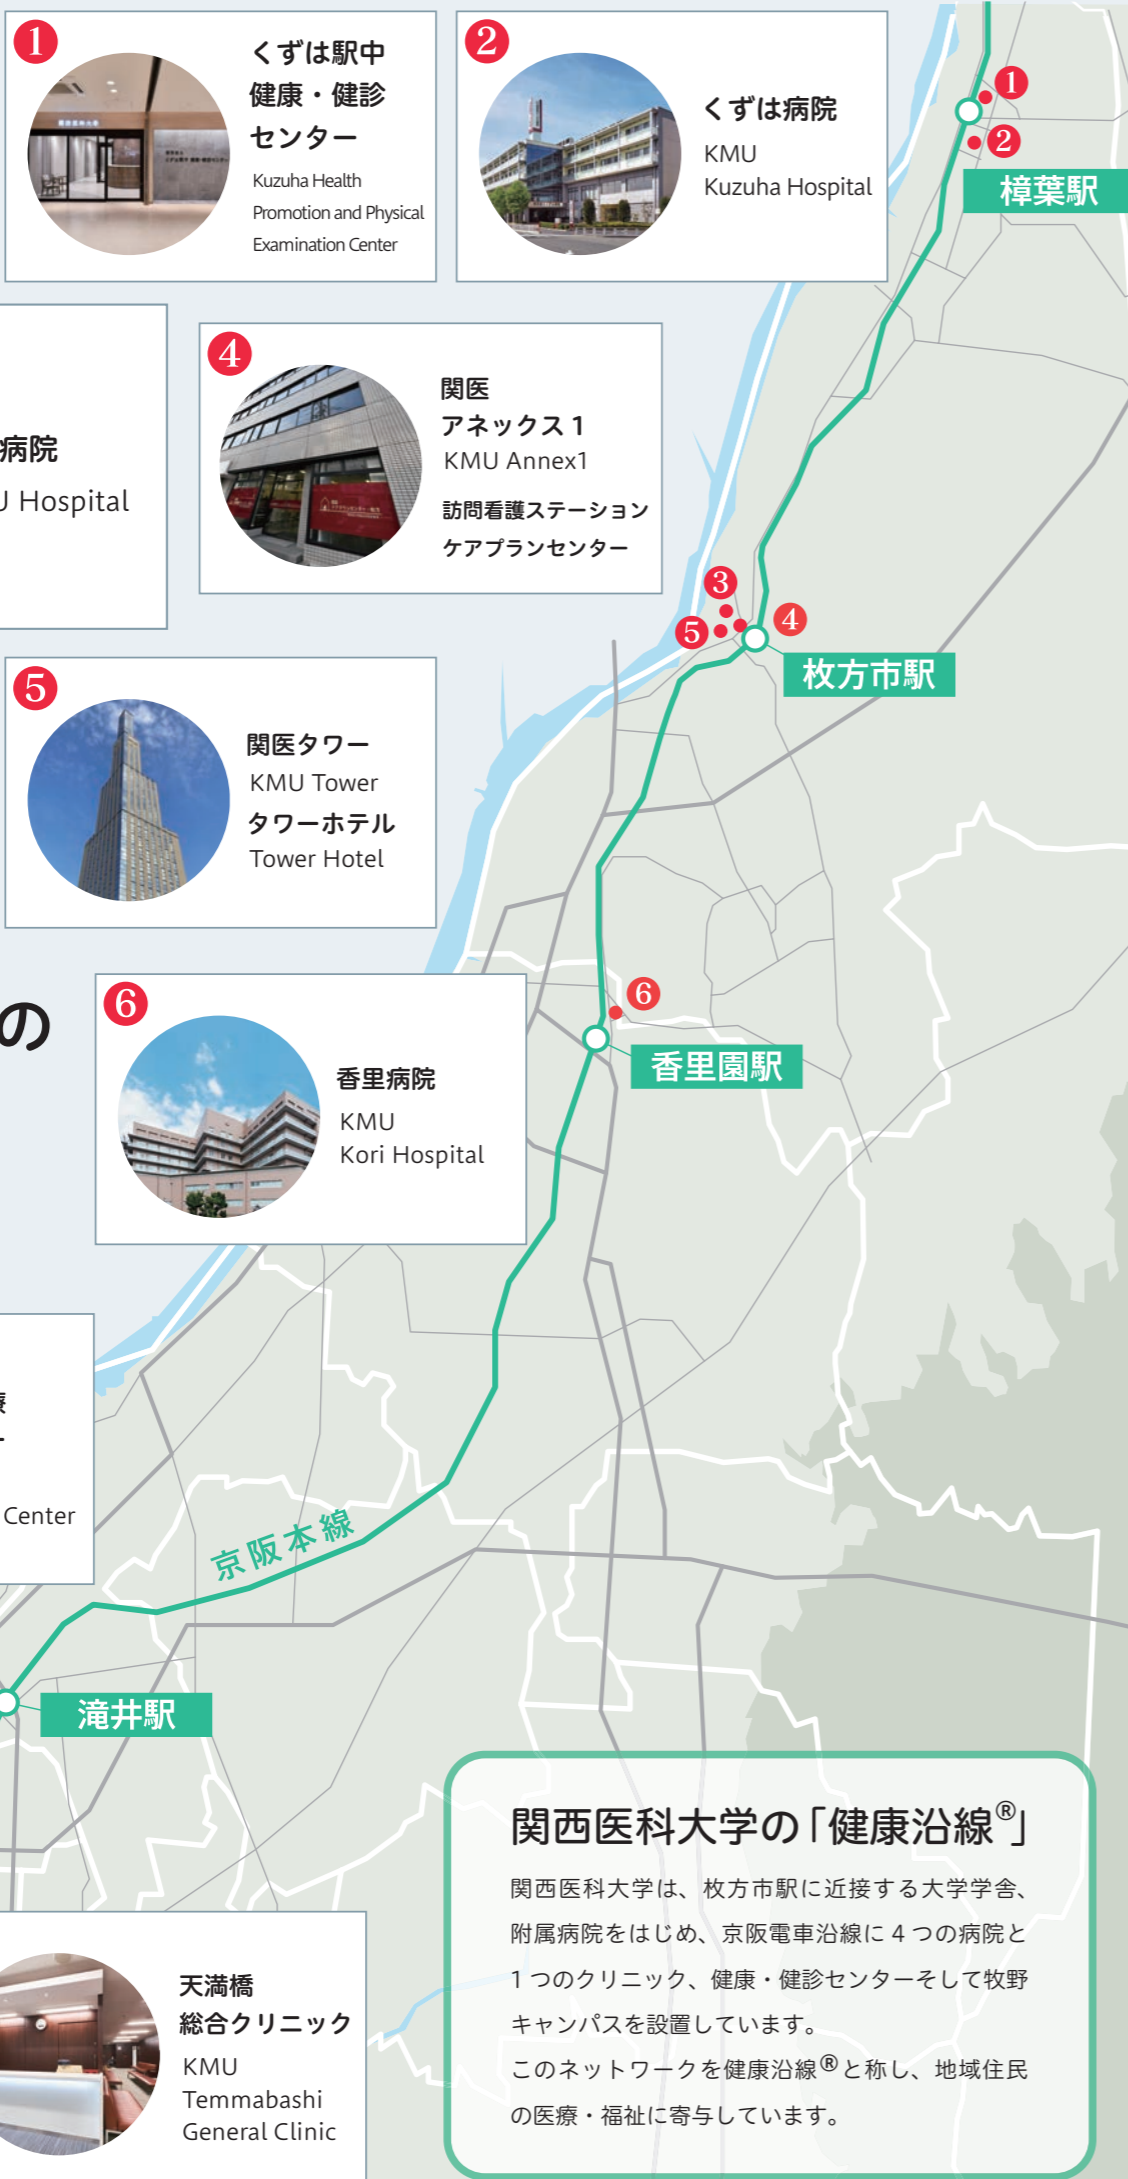 1
くずは駅中
健康・健診
センター
Kuzuha Health
Promotion and Physical
Examination Center
2
くずは病院
KMU
Kuzuha Hospital
1
2
樟葉駅
病院
U Hospital
4
関医
アネックス 1
KMU Annex1
訪問看護ステーション
ケアプランセンター
3
5
4
枚方市駅
5
関医タワー
KMU Tower
タワーホテル
Tower Hotel
の
6
香里病院
KMU
Kori Hospital
6
香里園駅
療
ー
Center
京阪本線
滝井駅
天満橋
総合クリニック
KMU
Temmabashi
General Clinic
関西医科大学の「健康沿線®」
関西医科大学は、枚方市駅に近接する大学学舎、
附属病院をはじめ、京阪電車沿線に 4 つの病院と
1 つのクリニック、健康・健診センターそして牧野
キャンパスを設置しています。
このネットワークを健康沿線®と称し、地域住民
の医療・福祉に寄与しています。